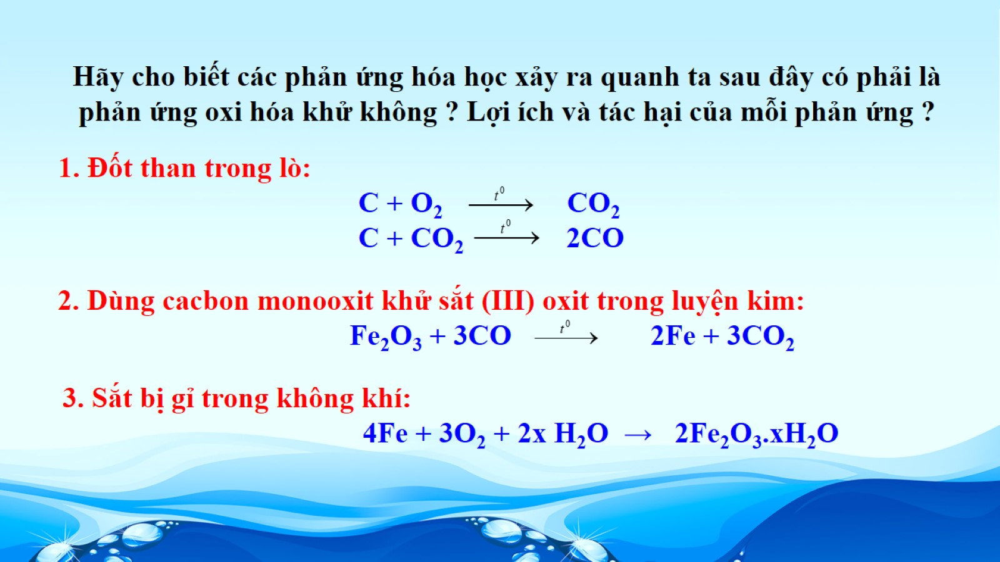 Hãy cho biết các phản ứng hóa học xảy ra quanh ta sau đây có phải là
phản ứng oxi hóa khử không ? Lợi ích và tác hại của mỗi phản ứng ?
1. Đốt than trong lò:
C + O₂ —t⁰→ CO₂
C + CO₂ —t⁰→ 2CO
2. Dùng cacbon monooxit khử sắt (III) oxit trong luyện kim:
Fe₂O₃ + 3CO —t⁰→ 2Fe + 3CO₂
3. Sắt bị gỉ trong không khí:
4Fe + 3O₂ + 2x H₂O → 2Fe₂O₃.xH₂O